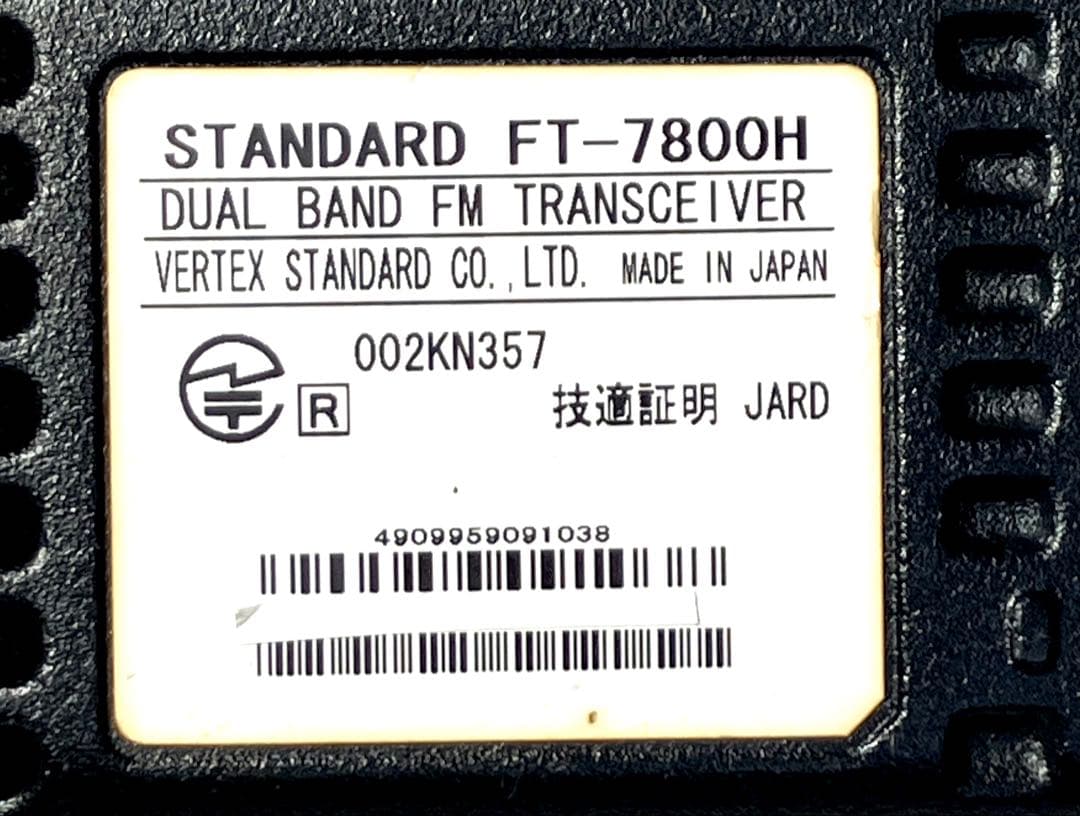 STANDARD FT-7800H
DUAL BAND FM TRANSCEIVER
VERTEX STANDARD CO.,LTD. MADE IN JAPAN
002KN357
R
技適証明 JARD
4909959091038